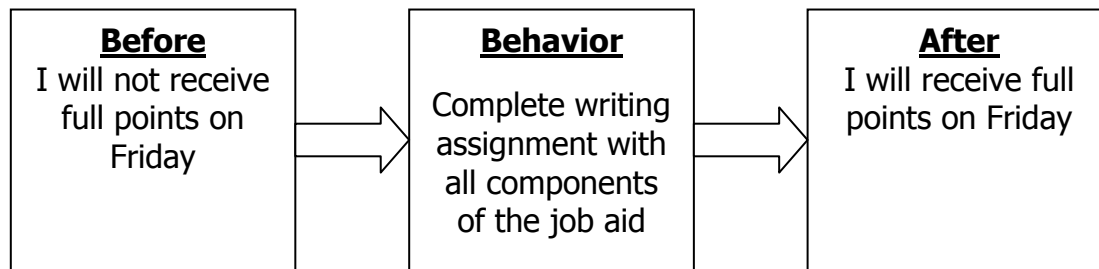 Before
I will not receive
full points on
Friday
Behavior
Complete writing
assignment with
all components
of the job aid
After
I will receive full
points on Friday